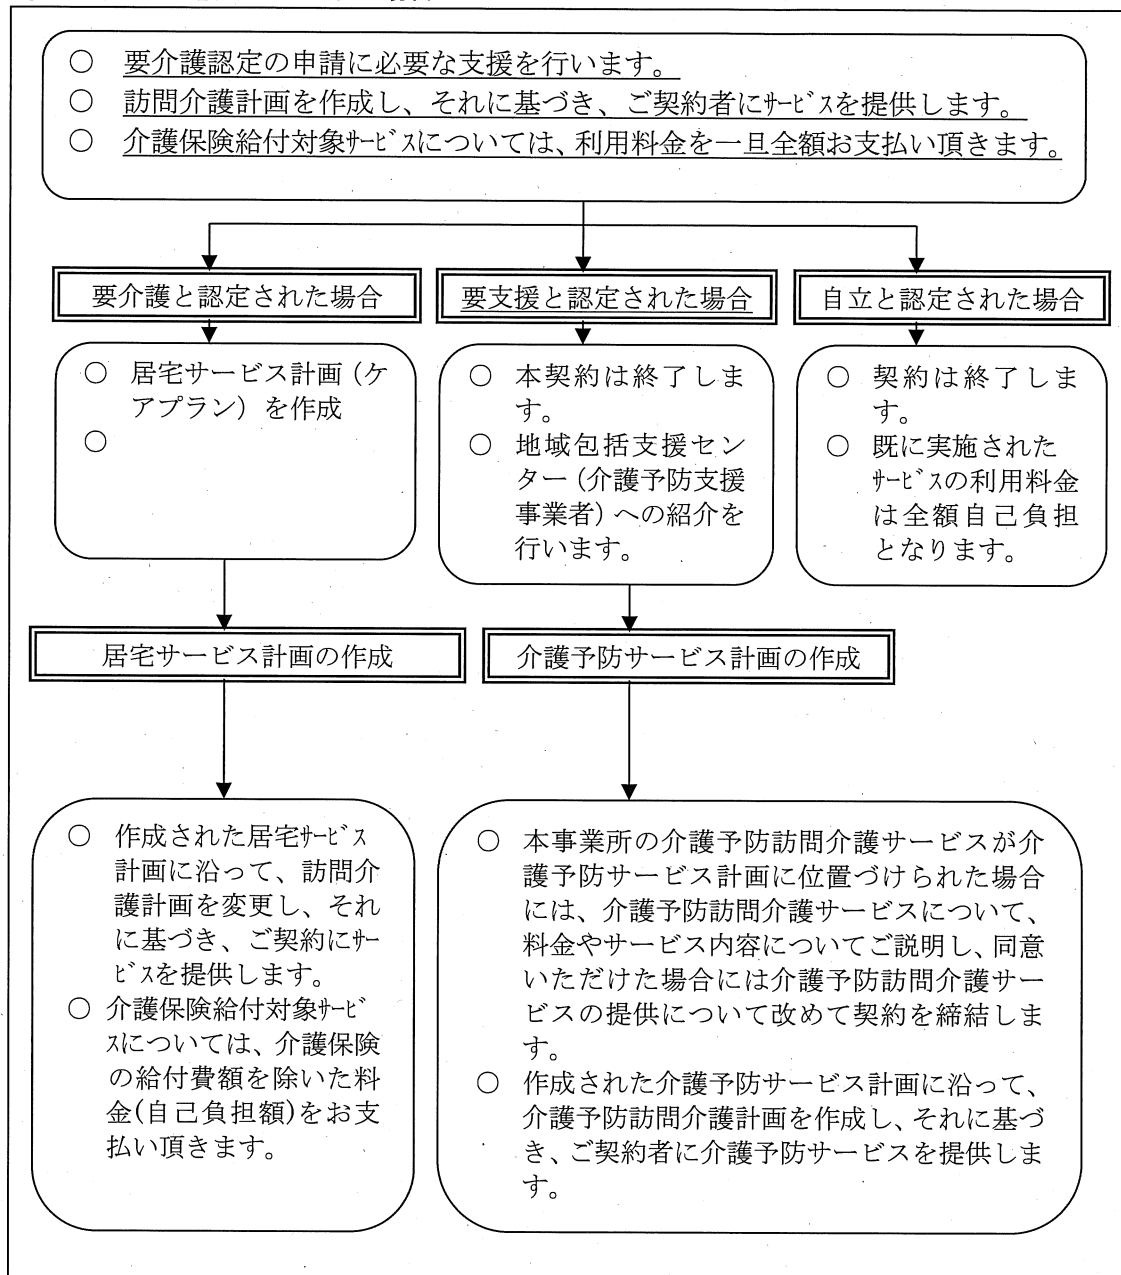 ○ 要介護認定の申請に必要な支援を行います。
○ 訪問介護計画を作成し、それに基づき、ご契約者にｻｰﾋﾞｽを提供します。
○ 介護保険給付対象ｻｰﾋﾞｽについては、利用料金を一旦全額お支払い頂きます。
要介護と認定された場合
要支援と認定された場合
自立と認定された場合
○ 居宅サービス計画（ケ
アプラン）を作成
○
○ 本契約は終了しま
す。
○ 地域包括支援セン
ター（介護予防支援
事業者）への紹介を
行います。
○ 契約は終了しま
す。
○ 既に実施された
ｻｰﾋﾞｽの利用料金
は全額自己負担
となります。
居宅サービス計画の作成
介護予防サービス計画の作成
○ 作成された居宅ｻｰﾋﾞｽ
計画に沿って、訪問介
護計画を変更し、それ
に基づき、ご契約にｻｰ
ﾋﾞｽを提供します。
○ 介護保険給付対象ｻｰﾋﾞ
ｽについては、介護保険
の給付費額を除いた料
金(自己負担額)をお支
払い頂きます。
○ 本事業所の介護予防訪問介護サービスが介
護予防サービス計画に位置づけられた場合
には、介護予防訪問介護サービスについて、
料金やサービス内容についてご説明し、同意
いただけた場合には介護予防訪問介護サー
ビスの提供について改めて契約を締結しま
す。
○ 作成された介護予防サービス計画に沿って、
介護予防訪問介護計画を作成し、それに基づ
き、ご契約者に介護予防サービスを提供しま
す。